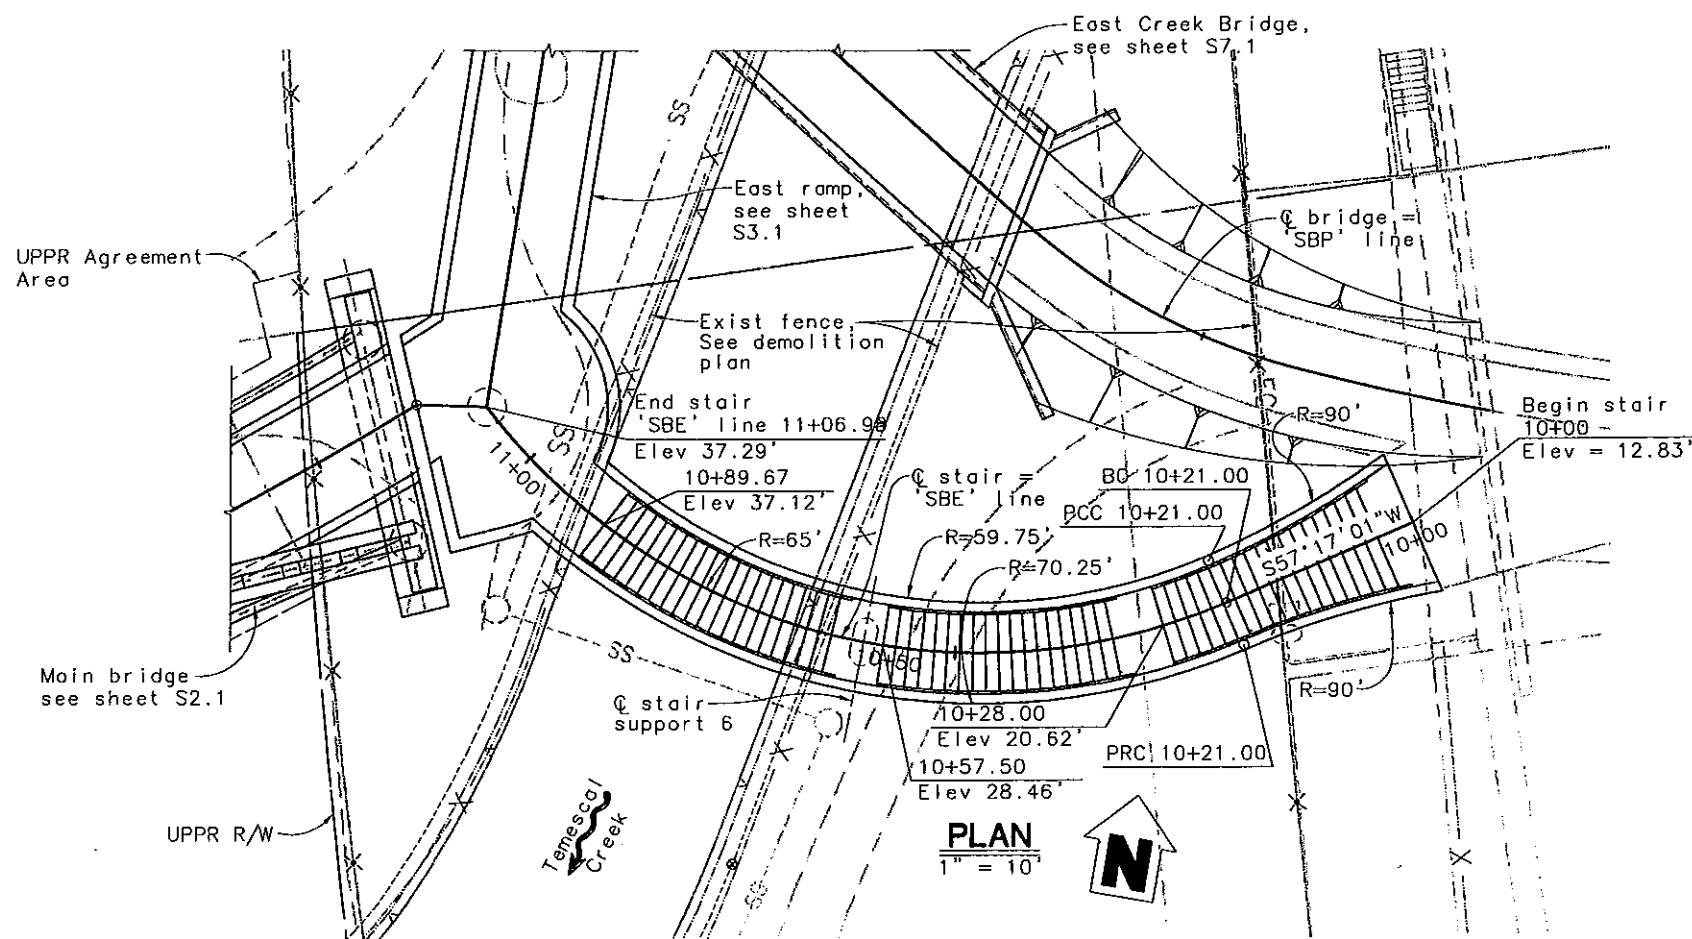 East Creek Bridge,
see sheet S7.1
SS
East ramp,
see sheet
S3.1
℄ bridge =
'SBP' line
UPPR Agreement
Area
Exist fence,
See demolition
plan
End stair
'SBE' line 11+06.98
Elev 37.29'
R=90'
Begin stair
10+00
Elev = 12.83'
SS
11+00
10+89.67
Elev 37.12'
℄ stair =
'SBE' line
BC 10+21.00
PCC 10+21.00
R=65'
R=59.75'
R=70.25'
S57°17'01"W
10+00
10+50
SS
Main bridge
see sheet S2.1
℄ stair
support 6
R=90'
10+28.00
Elev 20.62'
PRC 10+21.00
10+57.50
Elev 28.46'
UPPR R/W
Temescal
Creek
PLAN
1" = 10'
N
SS